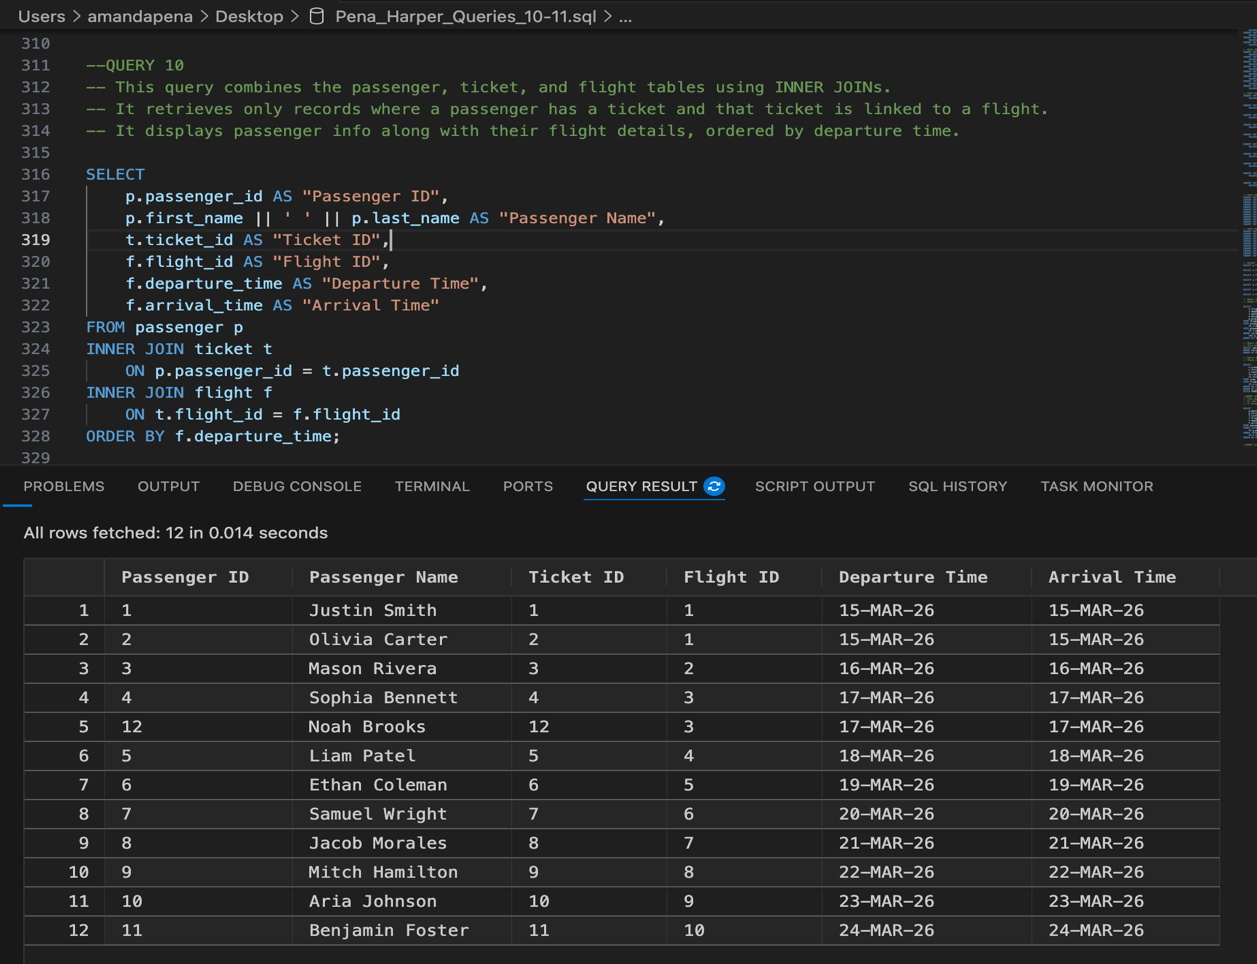 Users > amandapena > Desktop > Pena_Harper_Queries_10-11.sql > ...
310
311 --QUERY 10
312 -- This query combines the passenger, ticket, and flight tables using INNER JOINs.
313 -- It retrieves only records where a passenger has a ticket and that ticket is linked to a flight.
314 -- It displays passenger info along with their flight details, ordered by departure time.
315
316 SELECT
317 p.passenger_id AS "Passenger ID",
318 p.first_name || ' ' || p.last_name AS "Passenger Name",
319 t.ticket_id AS "Ticket ID",
320 f.flight_id AS "Flight ID",
321 f.departure_time AS "Departure Time",
322 f.arrival_time AS "Arrival Time"
323 FROM passenger p
324 INNER JOIN ticket t
325 ON p.passenger_id = t.passenger_id
326 INNER JOIN flight f
327 ON t.flight_id = f.flight_id
328 ORDER BY f.departure_time;
329
PROBLEMS OUTPUT DEBUG CONSOLE TERMINAL PORTS QUERY RESULT SCRIPT OUTPUT SQL HISTORY TASK MONITOR
All rows fetched: 12 in 0.014 seconds
Passenger ID Passenger Name Ticket ID Flight ID Departure Time Arrival Time
1 1 Justin Smith 1 1 15-MAR-26 15-MAR-26
2 2 Olivia Carter 2 1 15-MAR-26 15-MAR-26
3 3 Mason Rivera 3 2 16-MAR-26 16-MAR-26
4 4 Sophia Bennett 4 3 17-MAR-26 17-MAR-26
5 12 Noah Brooks 12 3 17-MAR-26 17-MAR-26
6 5 Liam Patel 5 4 18-MAR-26 18-MAR-26
7 6 Ethan Coleman 6 5 19-MAR-26 19-MAR-26
8 7 Samuel Wright 7 6 20-MAR-26 20-MAR-26
9 8 Jacob Morales 8 7 21-MAR-26 21-MAR-26
10 9 Mitch Hamilton 9 8 22-MAR-26 22-MAR-26
11 10 Aria Johnson 10 9 23-MAR-26 23-MAR-26
12 11 Benjamin Foster 11 10 24-MAR-26 24-MAR-26